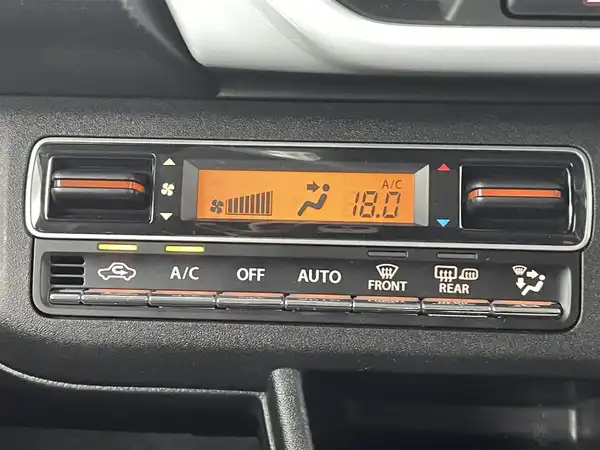 A/C
18.0
A/C
OFF
AUTO
FRONT
REAR